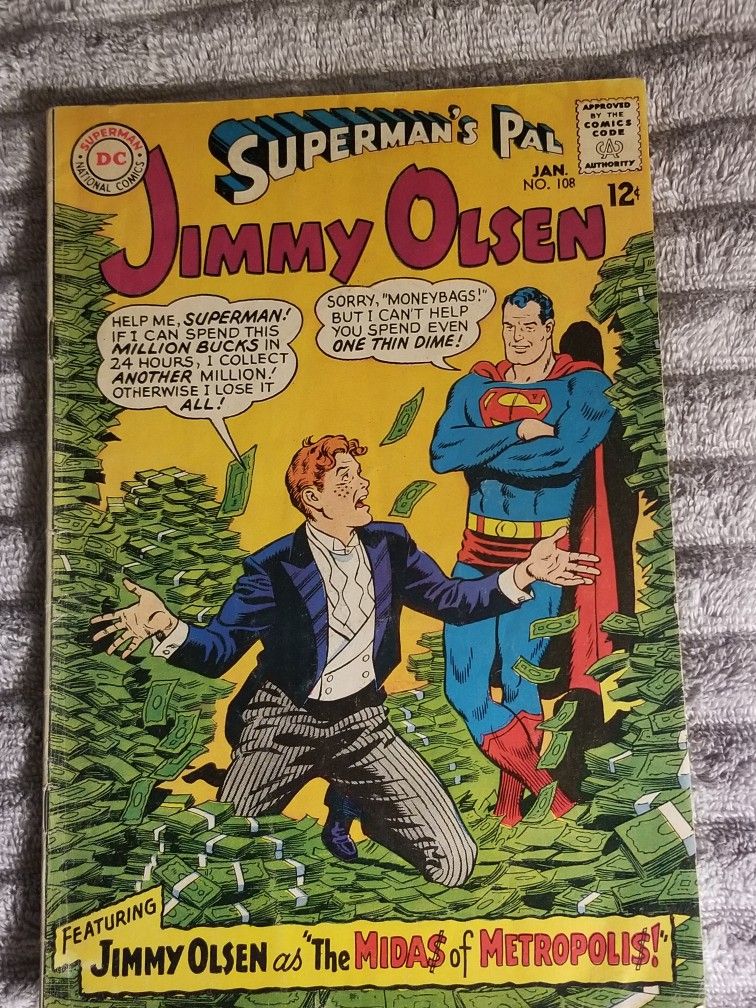 SUPERMAN'S PAL
JIMMY OLSEN
SUPERMAN
DC
NATIONAL COMICS
APPROVED
BY THE
COMICS
CODE
CA
AUTHORITY
JAN.
NO. 108
12¢
HELP ME, SUPERMAN!
IF I CAN SPEND THIS
MILLION BUCKS IN
24 HOURS, I COLLECT
ANOTHER MILLION!
OTHERWISE I LOSE IT
ALL!
SORRY, "MONEYBAGS!"
BUT I CAN'T HELP
YOU SPEND EVEN
ONE THIN DIME!
S
FEATURING
JIMMY OLSEN as "The MIDA$ of METROPOLI$!"